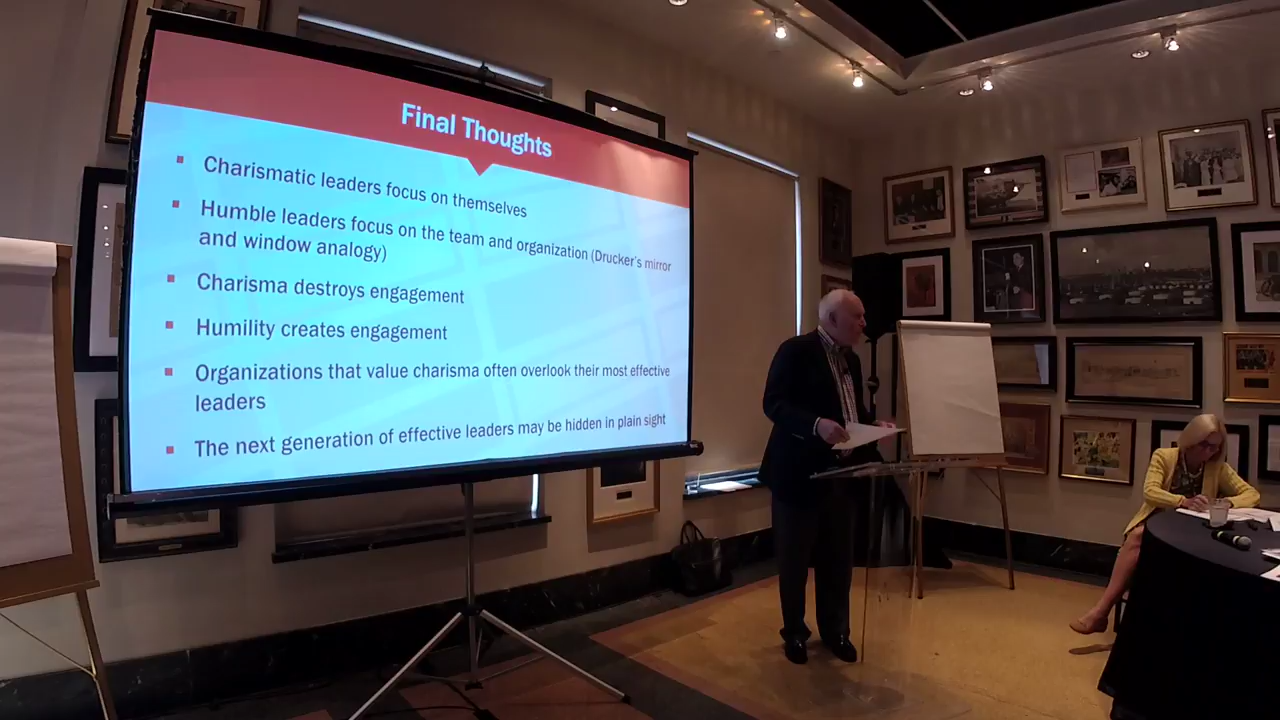 Final Thoughts
Charismatic leaders focus on themselves
Humble leaders focus on the team and organization (Drucker's mirror
and window analogy)
Charisma destroys engagement
Humility creates engagement
Organizations that value charisma often overlook their most effective
leaders
The next generation of effective leaders may be hidden in plain sight